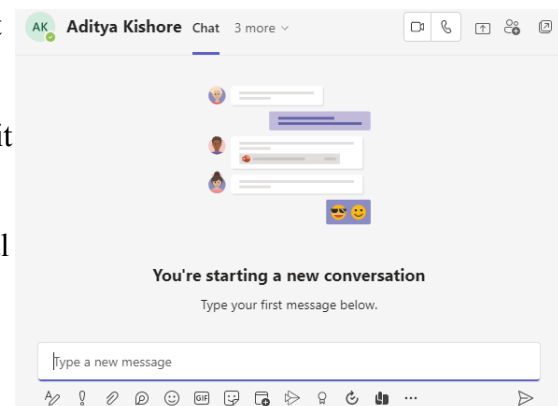 AK Aditya Kishore Chat 3 more
You're starting a new conversation
Type your first message below.
Type a new message
GIF